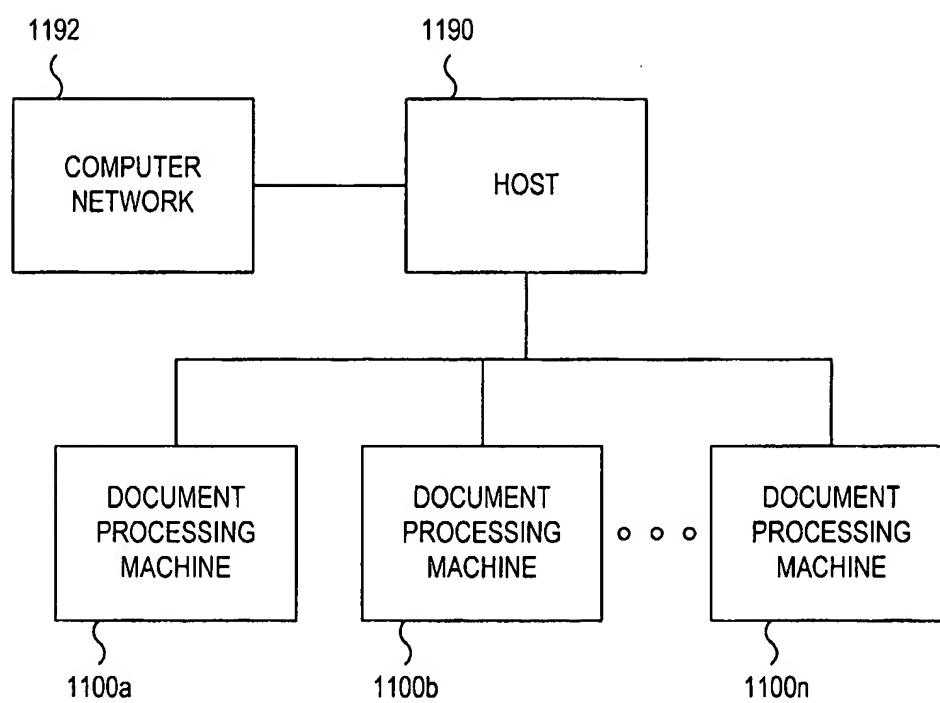 1192
1190
COMPUTER
NETWORK
HOST
DOCUMENT
PROCESSING
MACHINE
DOCUMENT
PROCESSING
MACHINE
DOCUMENT
PROCESSING
MACHINE
1100a
1100b
1100n